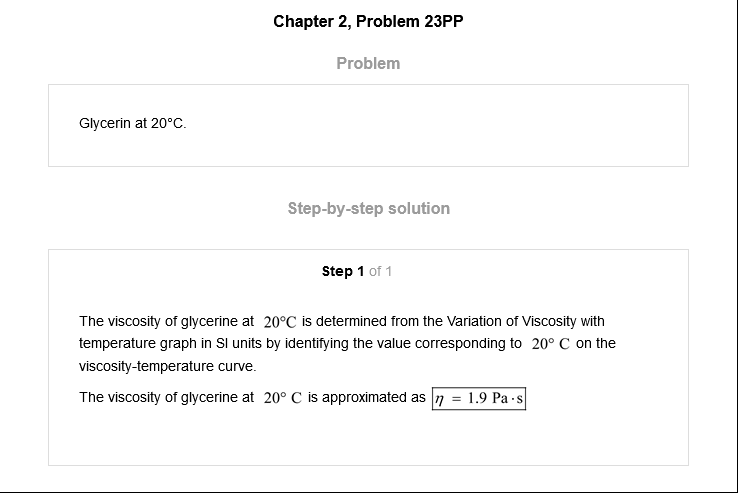 Chapter 2, Problem 23PP
Problem
Glycerin at 20°C.
Step-by-step solution
Step 1 of 1
The viscosity of glycerine at 20°C is determined from the Variation of Viscosity with
temperature graph in SI units by identifying the value corresponding to 20° C on the
viscosity-temperature curve.
The viscosity of glycerine at 20° C is approximated as η = 1.9 Pa·s